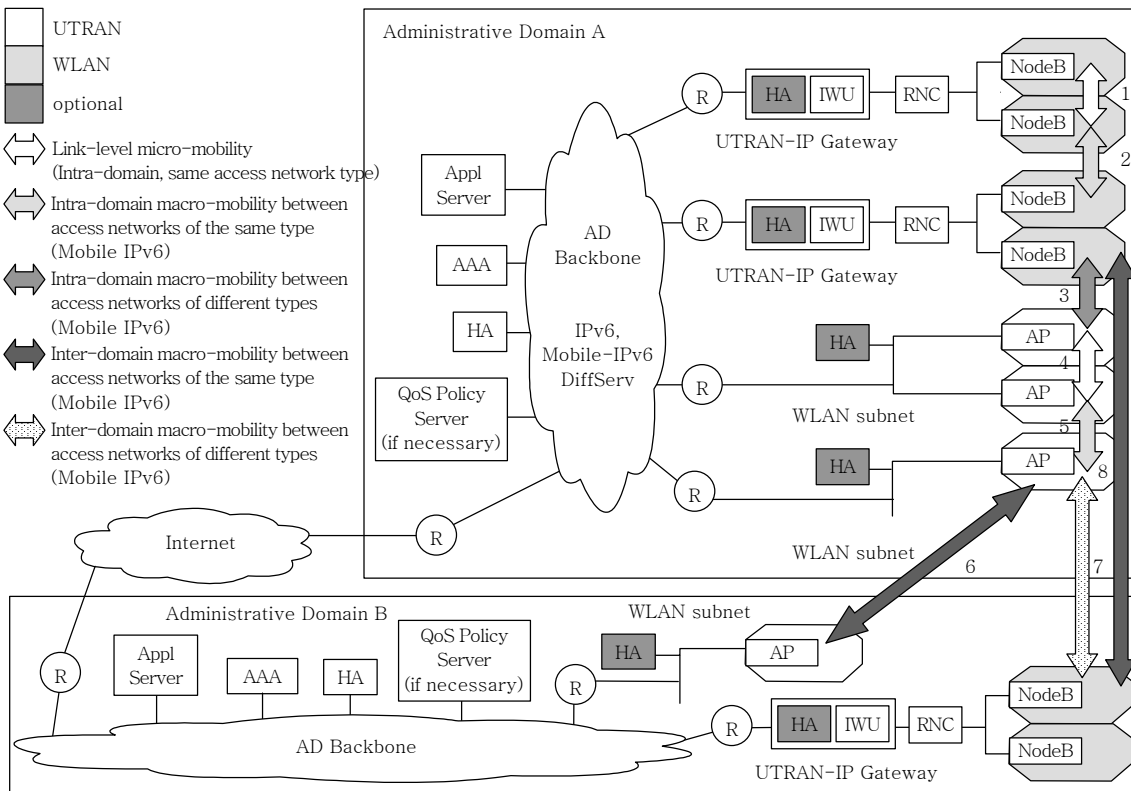 UTRAN
WLAN
optional
Link-level micro-mobility
(Intra-domain, same access network type)
Intra-domain macro-mobility between
access networks of the same type
(Mobile IPv6)
Intra-domain macro-mobility between
access networks of different types
(Mobile IPv6)
Inter-domain macro-mobility between
access networks of the same type
(Mobile IPv6)
Inter-domain macro-mobility between
access networks of different types
(Mobile IPv6)
Administrative Domain A
R
HA
IWU
RNC
NodeB
NodeB
1
UTRAN-IP Gateway
2
Appl
Server
R
HA
IWU
RNC
NodeB
NodeB
UTRAN-IP Gateway
AAA
AD
Backbone
IPv6,
Mobile-IPv6
DiffServ
3
HA
HA
AP
4
QoS Policy
Server
(if necessary)
R
AP
WLAN subnet
5
HA
AP
8
R
Internet
R
WLAN subnet
6
7
Administrative Domain B
WLAN subnet
R
Appl
Server
AAA
HA
QoS Policy
Server
(if necessary)
HA
AP
R
NodeB
AD Backbone
R
HA
IWU
RNC
NodeB
UTRAN-IP Gateway